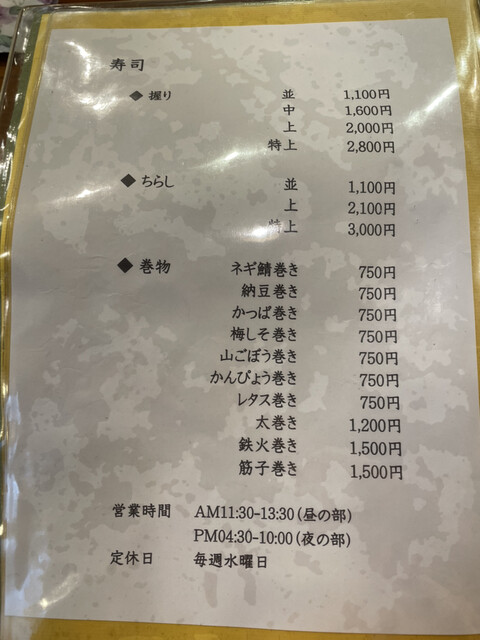 寿司
◆ 握り 並 1,100円
中 1,600円
上 2,000円
特上 2,800円
◆ ちらし 並 1,100円
上 2,100円
特上 3,000円
◆ 巻物 ネギ鯖巻き 750円
納豆巻き 750円
かっぱ巻き 750円
梅しそ巻き 750円
山ごぼう巻き 750円
かんぴょう巻き 750円
レタス巻き 750円
太巻き 1,200円
鉄火巻き 1,500円
筋子巻き 1,500円
営業時間 AM11:30-13:30(昼の部)
PM04:30-10:00(夜の部)
定休日 毎週水曜日